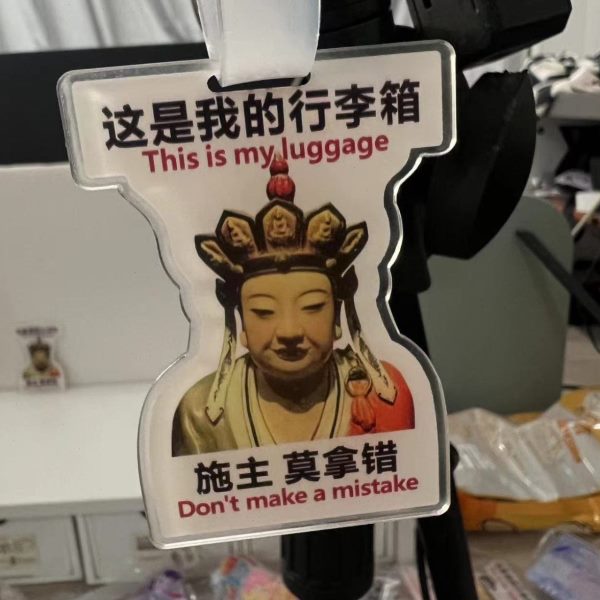 这是我的行李箱
This is my luggage
施主 莫拿错
Don't make a mistake